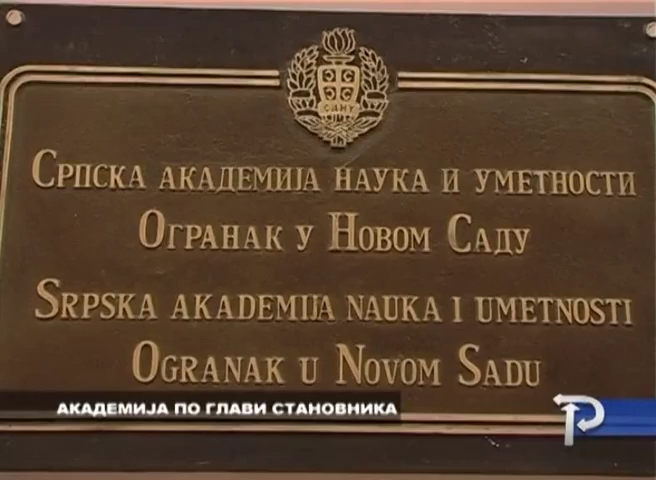 САНУ
СРПСКА АКАДЕМИЈА НАУКА И УМЕТНОСТИ
ОГРАНАК У НОВОМ САДУ
SRPSKA AKADEMIJA NAUKA I UMETNOSTI
OGRANAK U NOVOM SADU
АКАДЕМИЈА ПО ГЛАВИ СТАНОВНИКА